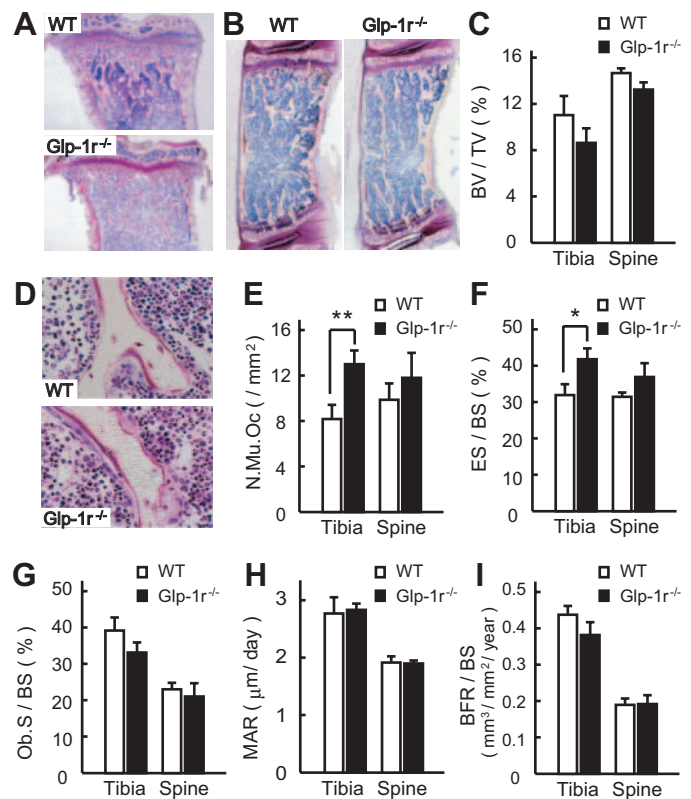 A
WT
Glp-1r-/-
B
WT Glp-1r-/-
C
WT
Glp-1r-/-
BV / TV ( % )
16
12
8
4
0
Tibia Spine
D
WT
Glp-1r-/-
E
WT
Glp-1r-/-
**
N.Mu.Oc ( / mm2)
16
12
8
4
0
Tibia Spine
F
WT
Glp-1r-/-
*
ES / BS ( % )
50
40
30
20
10
0
Tibia Spine
G
WT
Glp-1r-/-
Ob.S / BS ( % )
50
40
30
20
10
0
Tibia Spine
H
WT
Glp-1r-/-
MAR ( μm/ day)
3
2
1
0
Tibia Spine
I
WT
Glp-1r-/-
BFR / BS
( mm3/ mm2/ year)
0.5
0.4
0.3
0.2
0.1
0
Tibia Spine